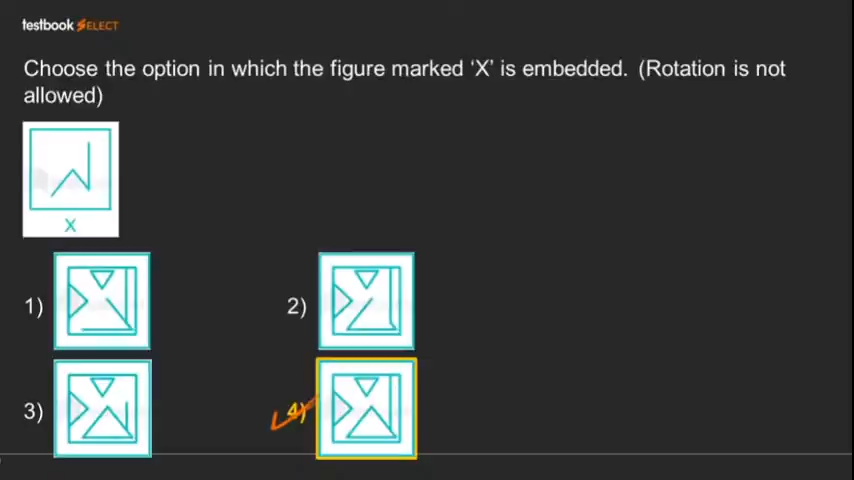 testbook SELECT
Choose the option in which the figure marked ‘X’ is embedded. (Rotation is not
allowed)
X
1)
2)
3)
4)